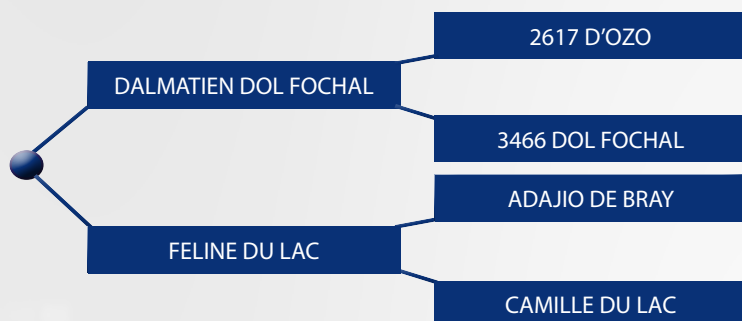 2617 D'OZO
DALMATIEN DOL FOCHAL
3466 DOL FOCHAL
ADAJIO DE BRAY
FELINE DU LAC
CAMILLE DU LAC